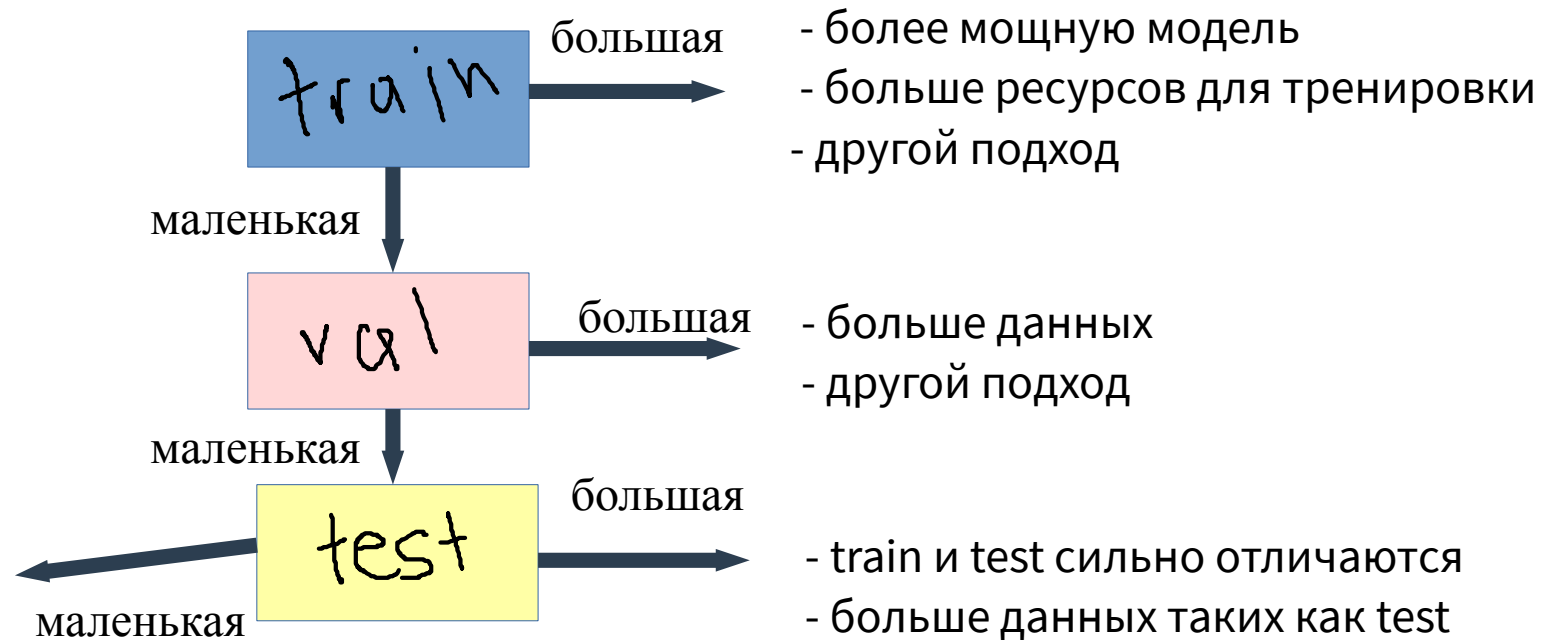 train
большая
- более мощную модель
- больше ресурсов для тренировки
- другой подход
маленькая
val
большая
- больше данных
- другой подход
маленькая
test
большая
- train и test сильно отличаются
- больше данных таких как test
маленькая